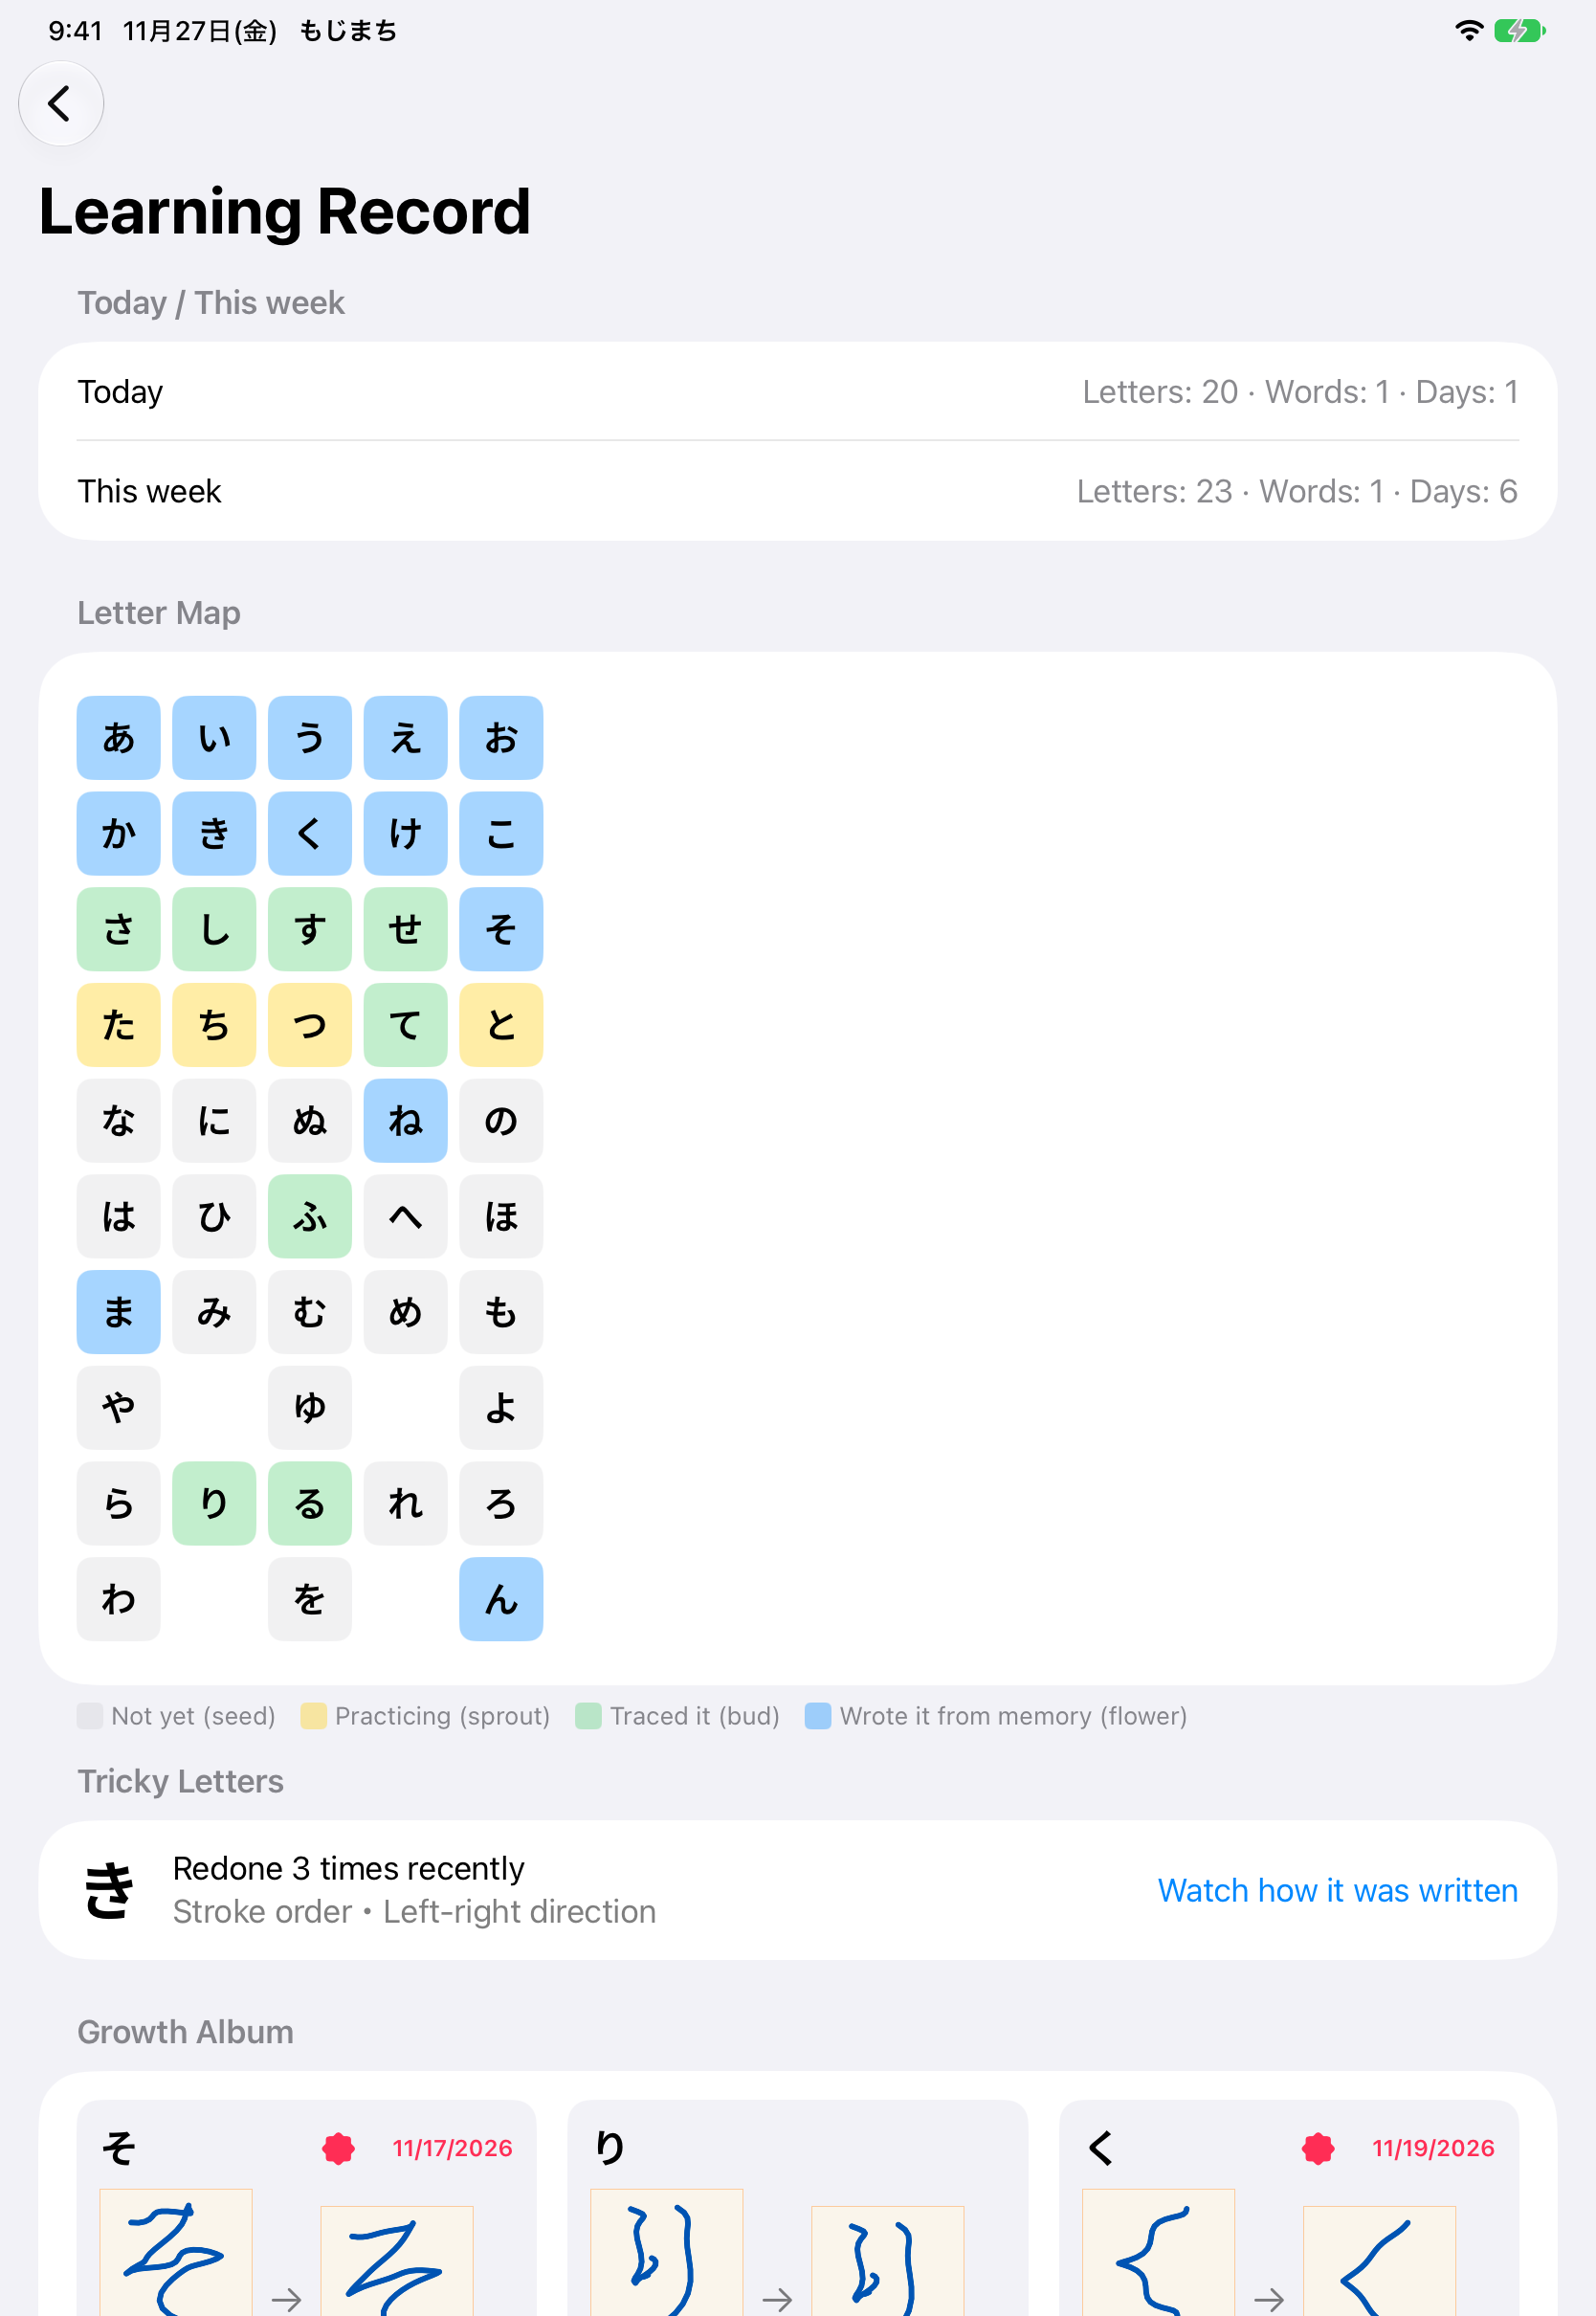 9:41 11月27日(金) もじまち
Learning Record
Today / This week
Today Letters: 20 · Words: 1 · Days: 1
This week Letters: 23 · Words: 1 · Days: 6
Letter Map
あ い う え お
か き く け こ
さ し す せ そ
た ち つ て と
な に ぬ ね の
は ひ ふ へ ほ
ま み む め も
や ゆ よ
ら り る れ ろ
わ を ん
Not yet (seed) Practicing (sprout) Traced it (bud) Wrote it from memory (flower)
Tricky Letters
き Redone 3 times recently Watch how it was written
Stroke order • Left-right direction
Growth Album
そ 11/17/2026 り く 11/19/2026
そ → そ り → り く → く